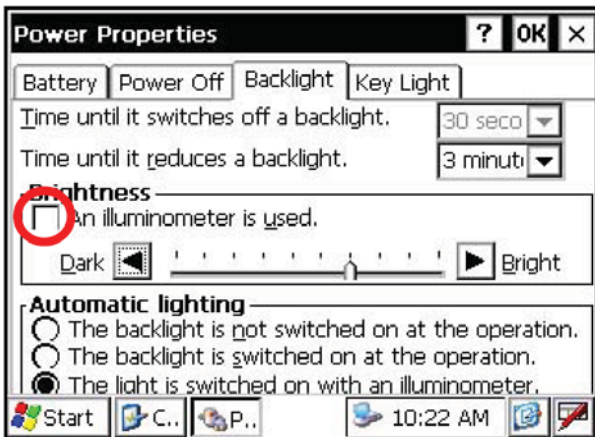 Power Properties ? OK ×
Battery Power Off Backlight Key Light
Time until it switches off a backlight. 30 seco
Time until it reduces a backlight. 3 minut
Brightness
An illuminometer is used.
Dark Bright
Automatic lighting
The backlight is not switched on at the operation.
The backlight is switched on at the operation.
The light is switched on with an illuminometer.
Start C.. P.. 10:22 AM